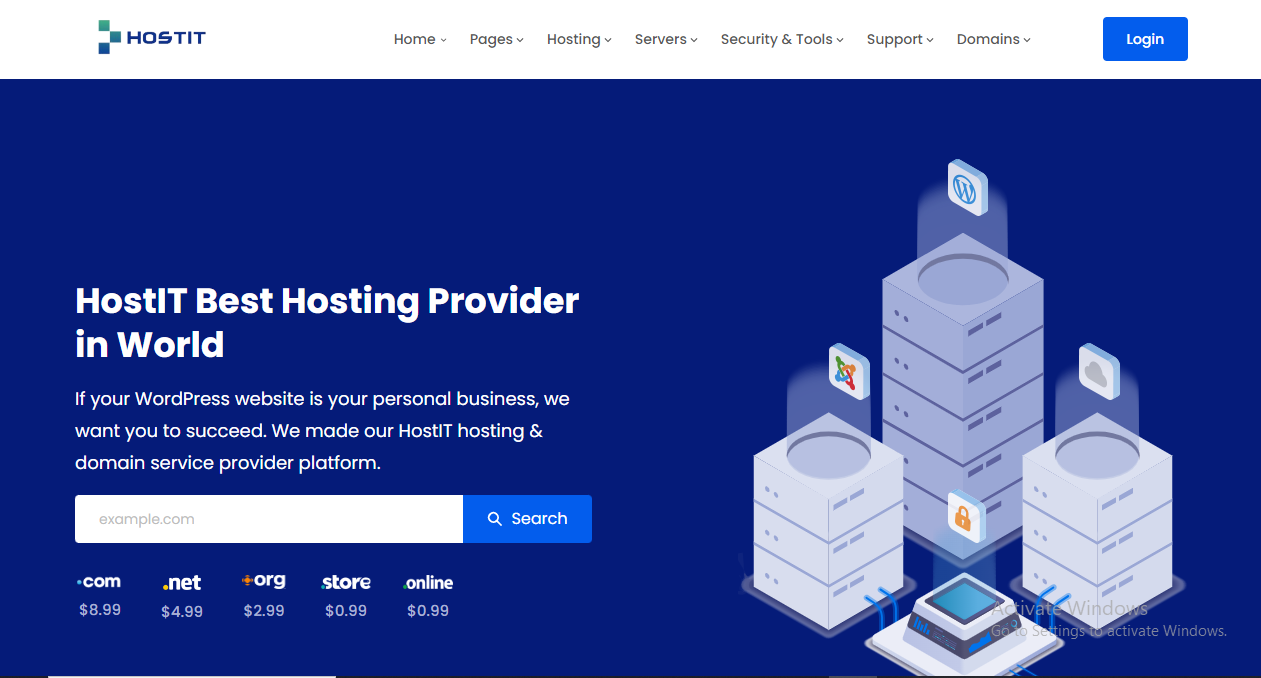 HOSTIT
Home Pages Hosting Servers Security & Tools Support Domains
Login
HostIT Best Hosting Provider
in World
If your WordPress website is your personal business, we
want you to succeed. We made our HostIT hosting &
domain service provider platform.
example.com
Search
.com .net .org .store .online
$8.99 $4.99 $2.99 $0.99 $0.99
Activate Windows
Go to Settings to activate Windows.